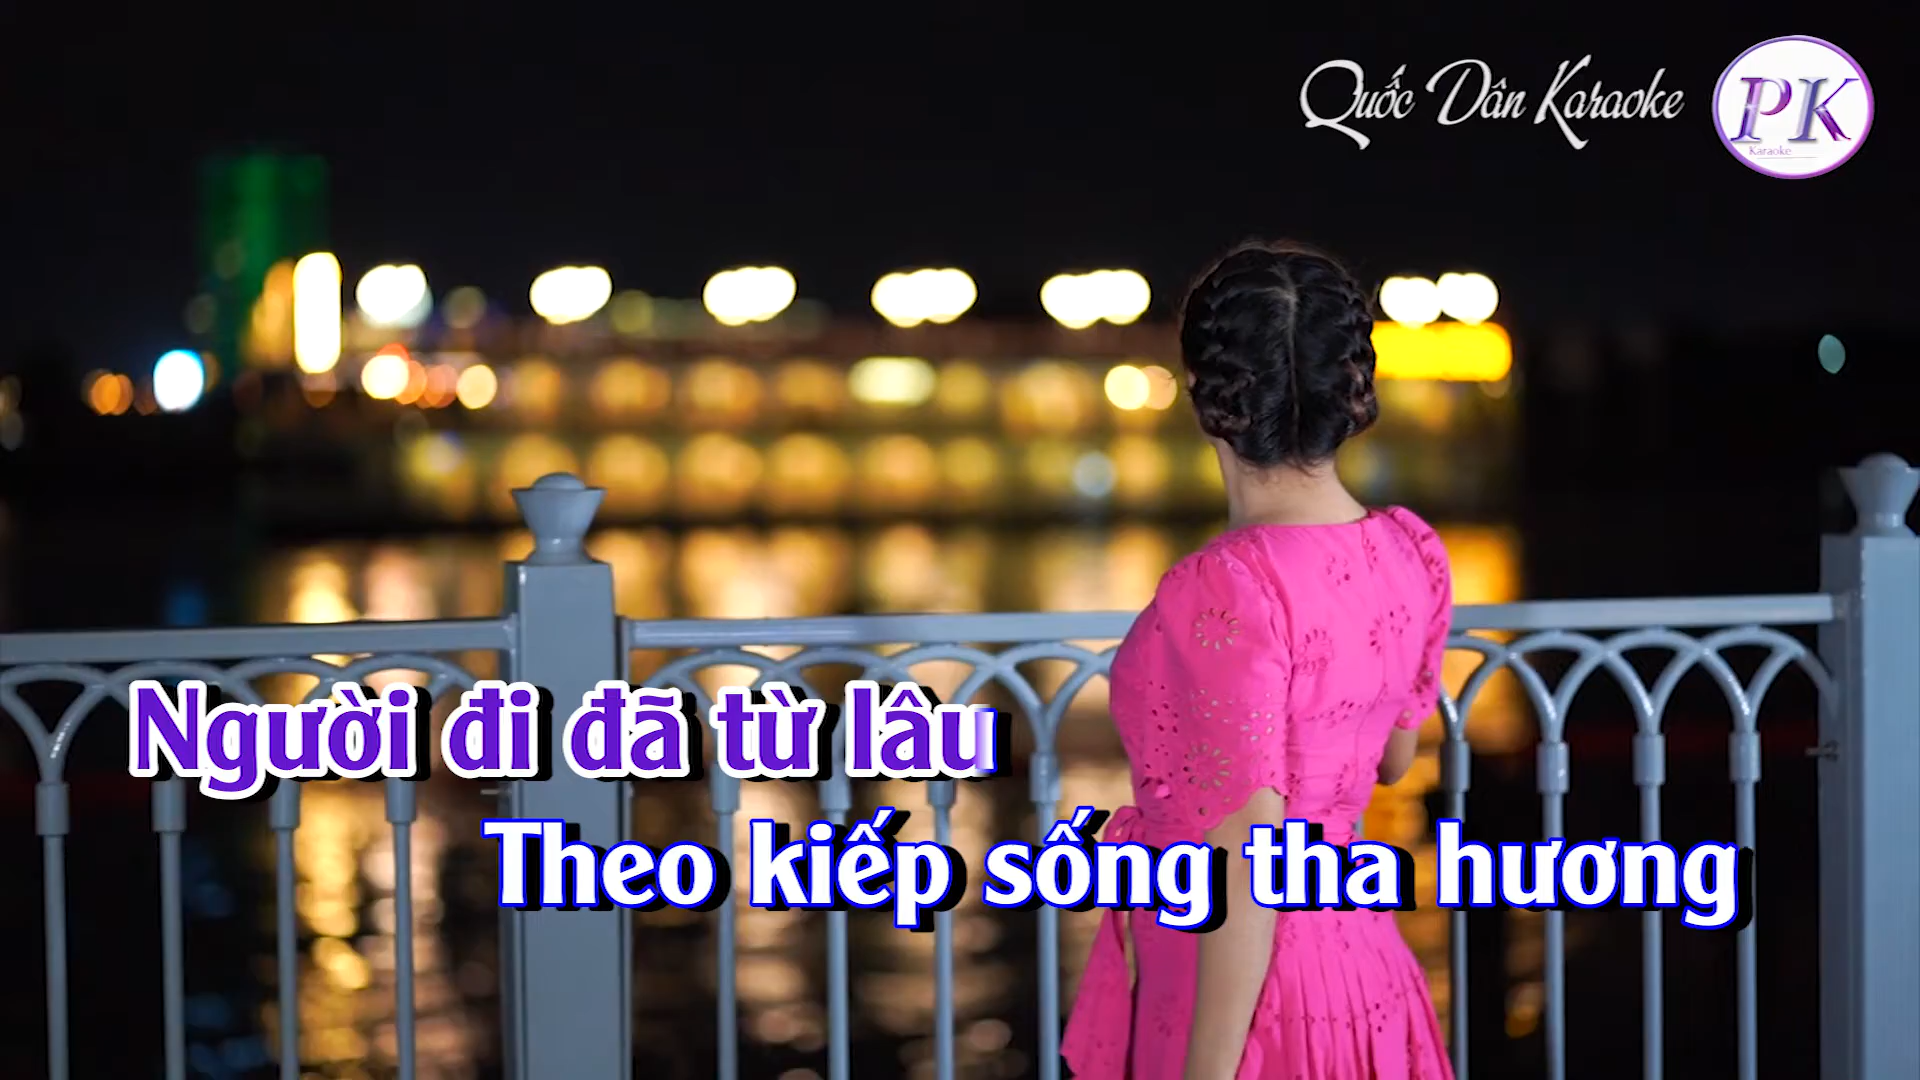 Quốc Dân Karaoke
PK
Karaoke
Người đi đã từ lâu
Theo kiếp sống tha hương